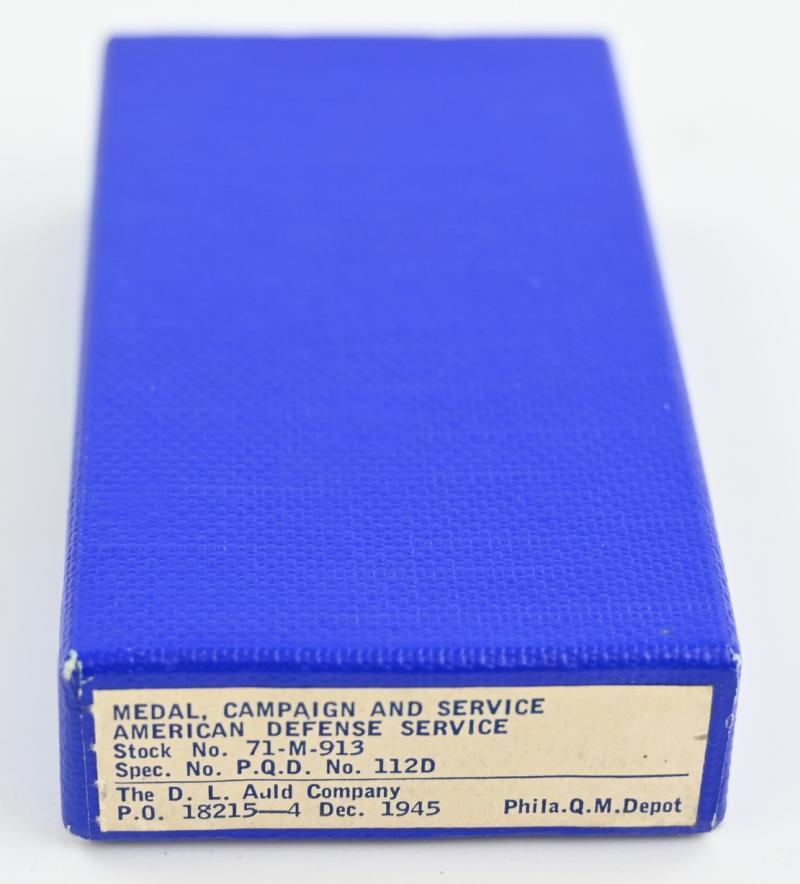 MEDAL, CAMPAIGN AND SERVICE
AMERICAN DEFENSE SERVICE
Stock No. 71-M-913
Spec. No. P.Q.D. No. 112D
The D. L. Auld Company
P.O. 18215—4 Dec. 1945 Phila.Q.M.Depot